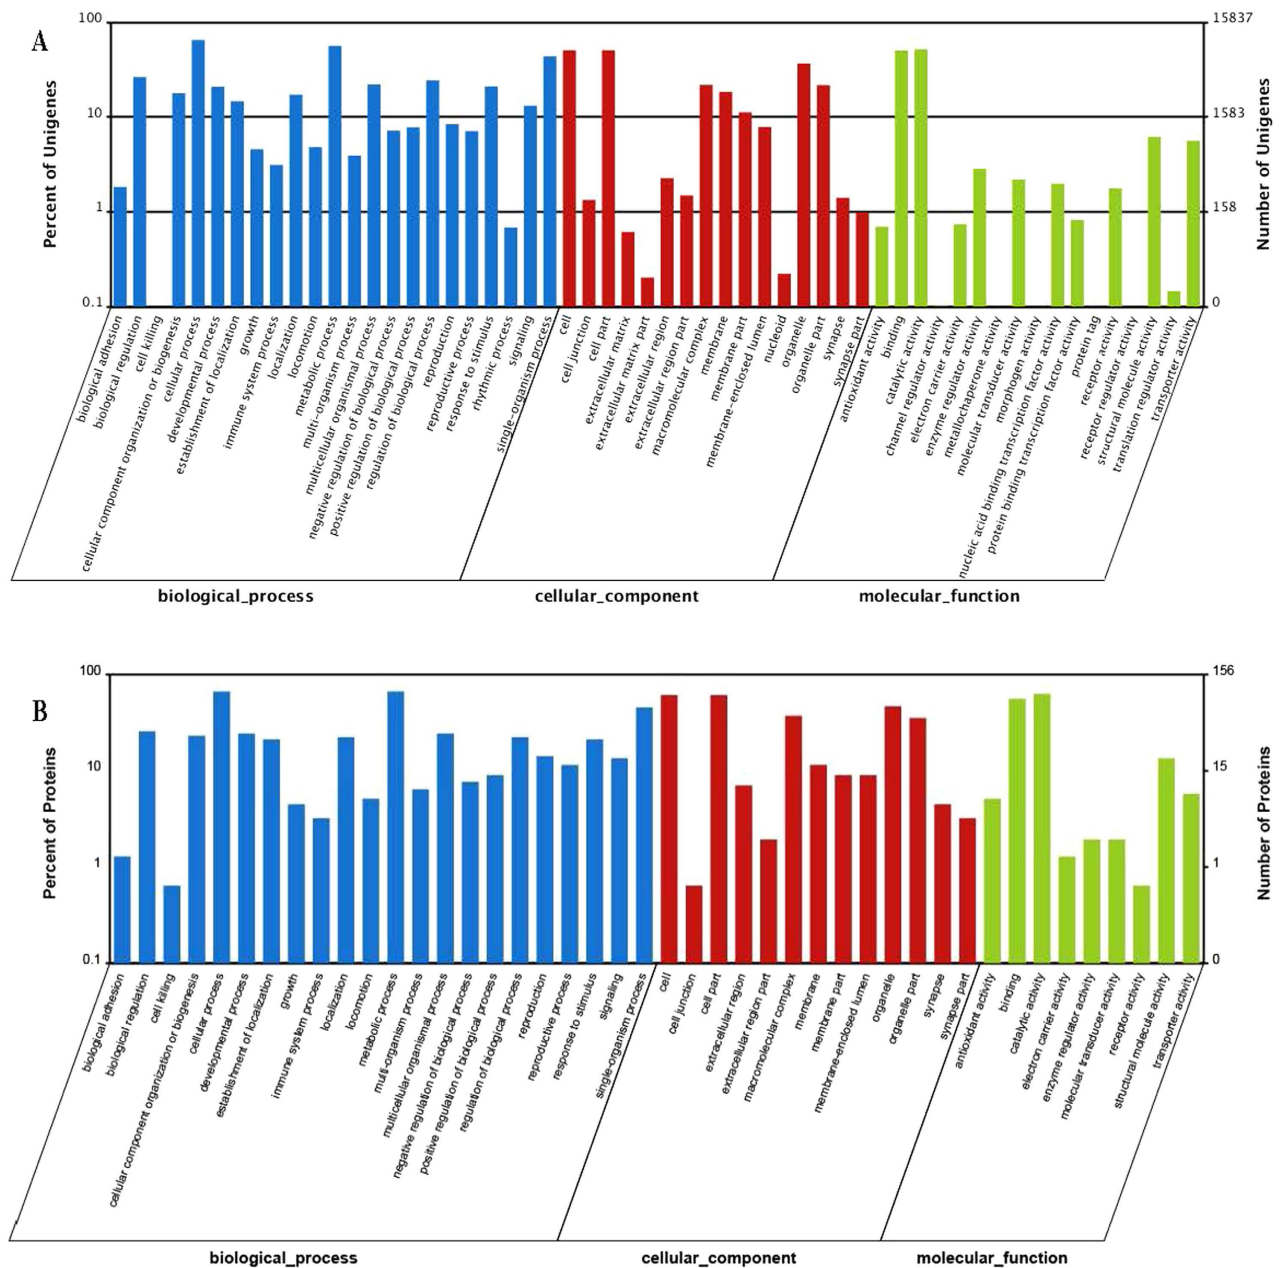 A
Percent of Unigenes
100
10
1
0.1
15837
1583
158
0
Number of Unigenes
biological adhesion
biological regulation
cell killing
cellular component organization or biogenesis
cellular process
developmental process
establishment of localization
growth
immune system process
localization
locomotion
metabolic process
multi-organism process
multicellular organismal process
negative regulation of biological process
positive regulation of biological process
regulation of biological process
reproduction
reproductive process
response to stimulus
rhythmic process
signaling
single-organism process
cell
cell junction
cell part
extracellular matrix
extracellular matrix part
extracellular region
extracellular region part
macromolecular complex
membrane
membrane part
membrane-enclosed lumen
nucleoid
organelle
organelle part
synapse
synapse part
antioxidant activity
binding
catalytic activity
channel regulator activity
electron carrier activity
enzyme regulator activity
metallochaperone activity
molecular transducer activity
morphogen activity
nucleic acid binding transcription factor activity
protein binding transcription factor activity
protein tag
receptor activity
receptor regulator activity
structural molecule activity
translation regulator activity
transporter activity
biological_process
cellular_component
molecular_function
B
Percent of Proteins
100
10
1
0.1
156
15
1
0
Number of Proteins
biological adhesion
biological regulation
cell killing
cellular component organization or biogenesis
cellular process
developmental process
establishment of localization
growth
immune system process
localization
locomotion
metabolic process
multi-organism process
multicellular organismal process
negative regulation of biological process
positive regulation of biological process
regulation of biological process
reproduction
reproductive process
response to stimulus
signaling
single-organism process
cell
cell junction
cell part
extracellular region
extracellular region part
macromolecular complex
membrane
membrane part
membrane-enclosed lumen
organelle
organelle part
synapse
synapse part
antioxidant activity
binding
catalytic activity
electron carrier activity
enzyme regulator activity
molecular transducer activity
receptor activity
structural molecule activity
transporter activity
biological_process
cellular_component
molecular_function